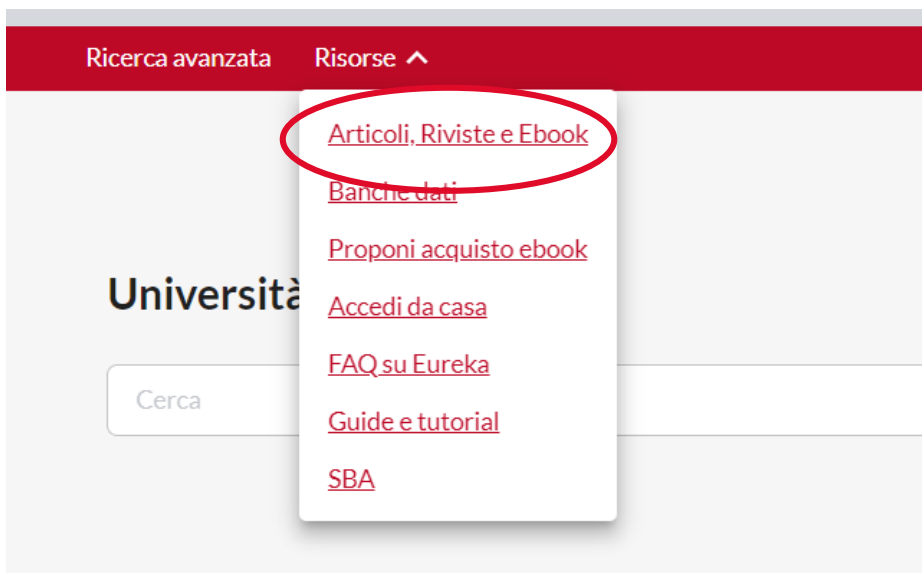 Ricerca avanzata Risorse
Articoli, Riviste e Ebook
Banche dati
Proponi acquisto ebook
Università
Accedi da casa
FAQ su Eureka
Cerca
Guide e tutorial
SBA